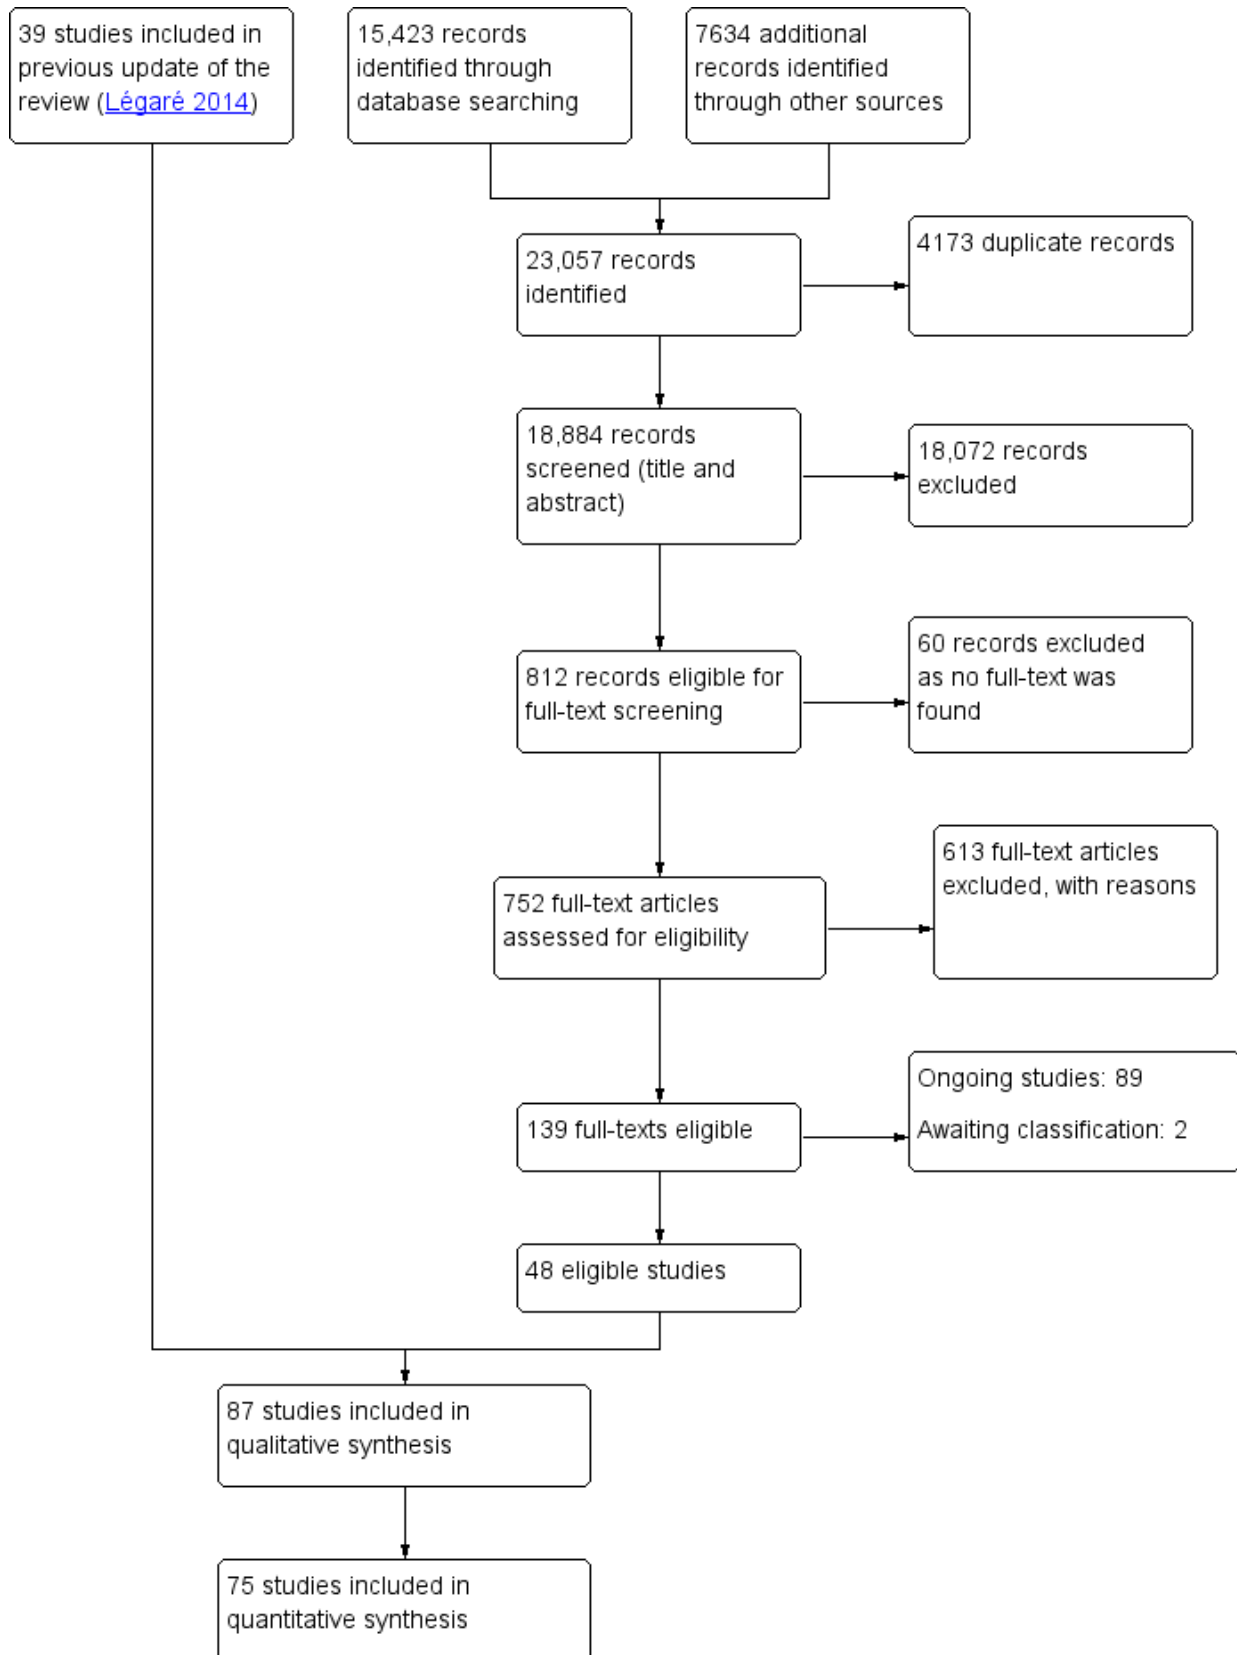 39 studies included in
previous update of the
review (Légaré 2014)
15,423 records
identified through
database searching
7634 additional
records identified
through other sources
23,057 records
identified
4173 duplicate records
18,884 records
screened (title and
abstract)
18,072 records
excluded
812 records eligible for
full-text screening
60 records excluded
as no full-text was
found
752 full-text articles
assessed for eligibility
613 full-text articles
excluded, with reasons
139 full-texts eligible
Ongoing studies: 89
Awaiting classification: 2
48 eligible studies
87 studies included in
qualitative synthesis
75 studies included in
quantitative synthesis